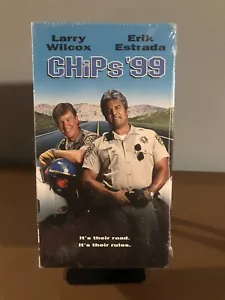 Larry Erik
Wilcox Estrada
CHiPs '99
It's their road.
It's their rules.